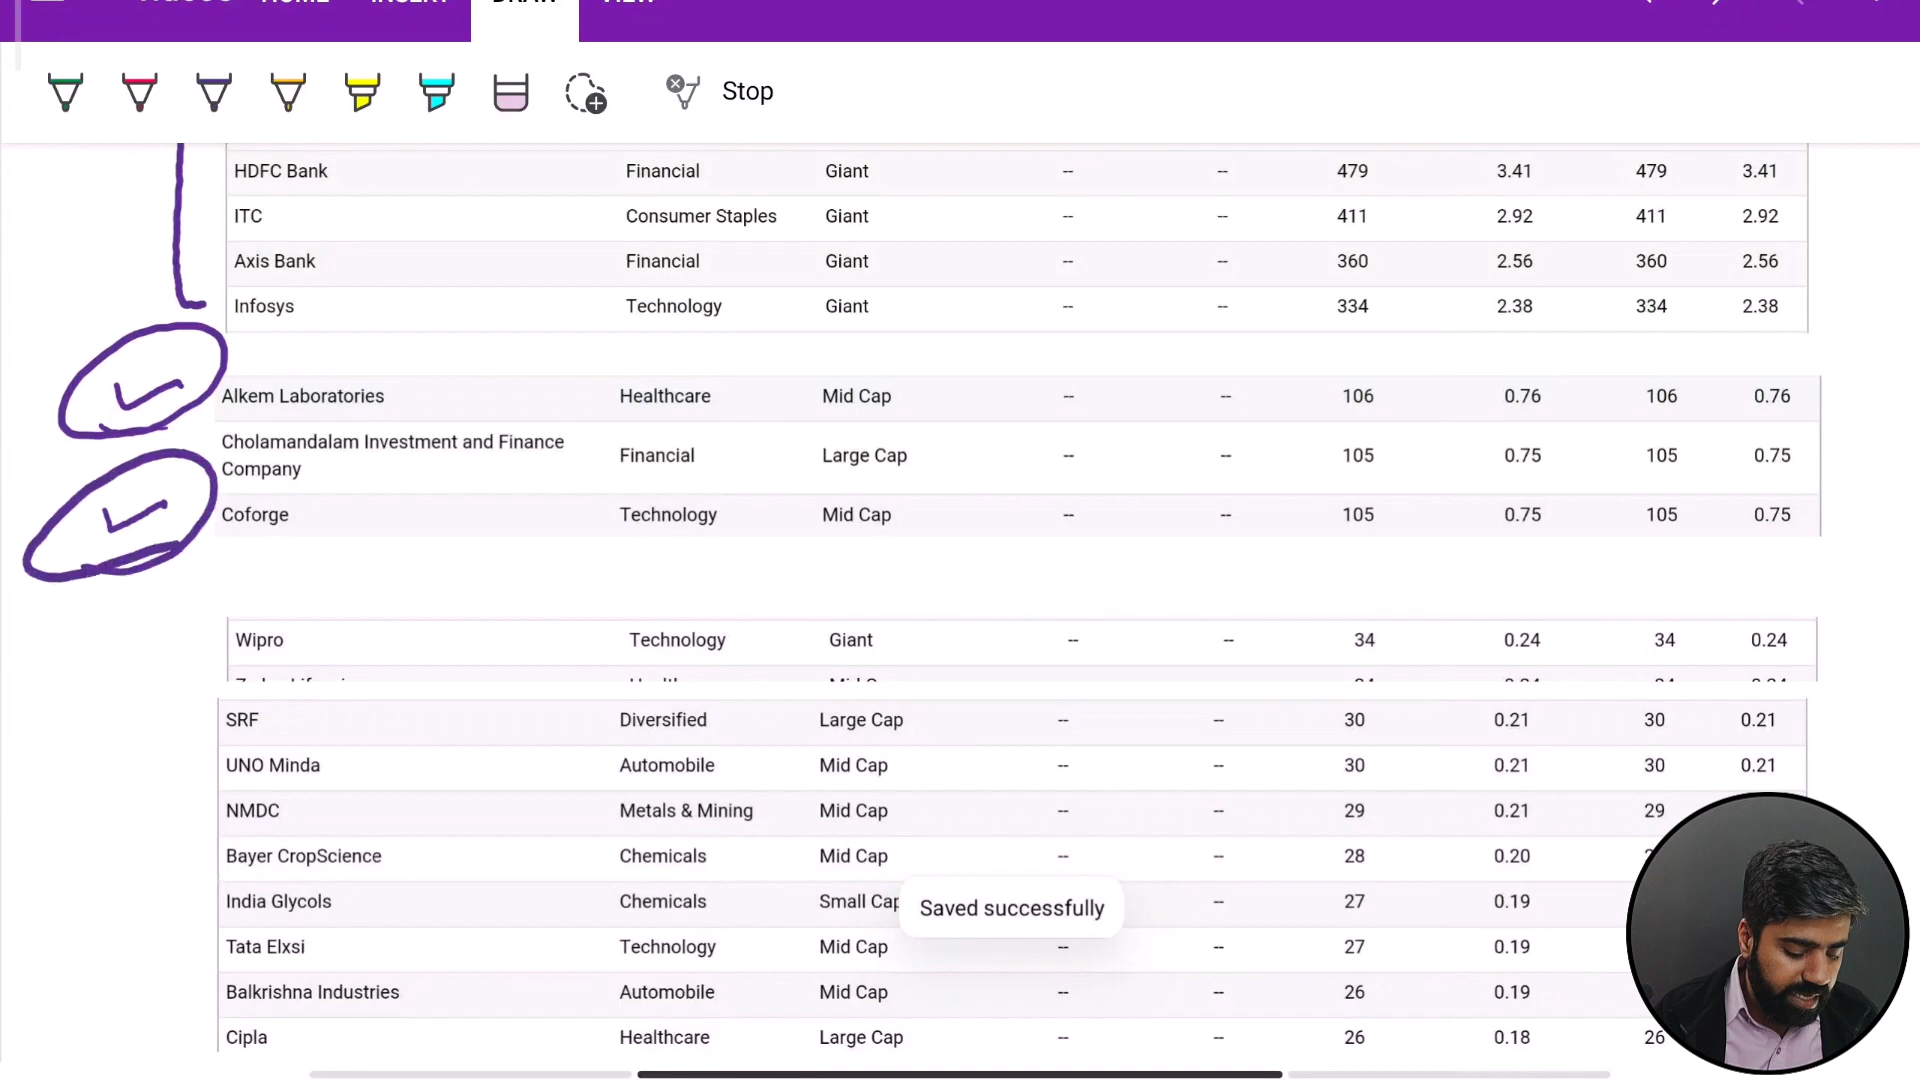 HOME INSERT DRAW VIEW
Stop
HDFC Bank Financial Giant -- -- 479 3.41 479 3.41
ITC Consumer Staples Giant -- -- 411 2.92 411 2.92
Axis Bank Financial Giant -- -- 360 2.56 360 2.56
Infosys Technology Giant -- -- 334 2.38 334 2.38
Alkem Laboratories Healthcare Mid Cap -- -- 106 0.76 106 0.76
Cholamandalam Investment and Finance
Company Financial Large Cap -- -- 105 0.75 105 0.75
Coforge Technology Mid Cap -- -- 105 0.75 105 0.75
Wipro Technology Giant -- -- 34 0.24 34 0.24
SRF Diversified Large Cap -- -- 30 0.21 30 0.21
UNO Minda Automobile Mid Cap -- -- 30 0.21 30 0.21
NMDC Metals & Mining Mid Cap -- -- 29 0.21 29
Bayer CropScience Chemicals Mid Cap -- -- 28 0.20
India Glycols Chemicals Small Cap -- 27 0.19
Saved successfully
Tata Elxsi Technology Mid Cap -- -- 27 0.19
Balkrishna Industries Automobile Mid Cap -- -- 26 0.19
Cipla Healthcare Large Cap -- -- 26 0.18 26